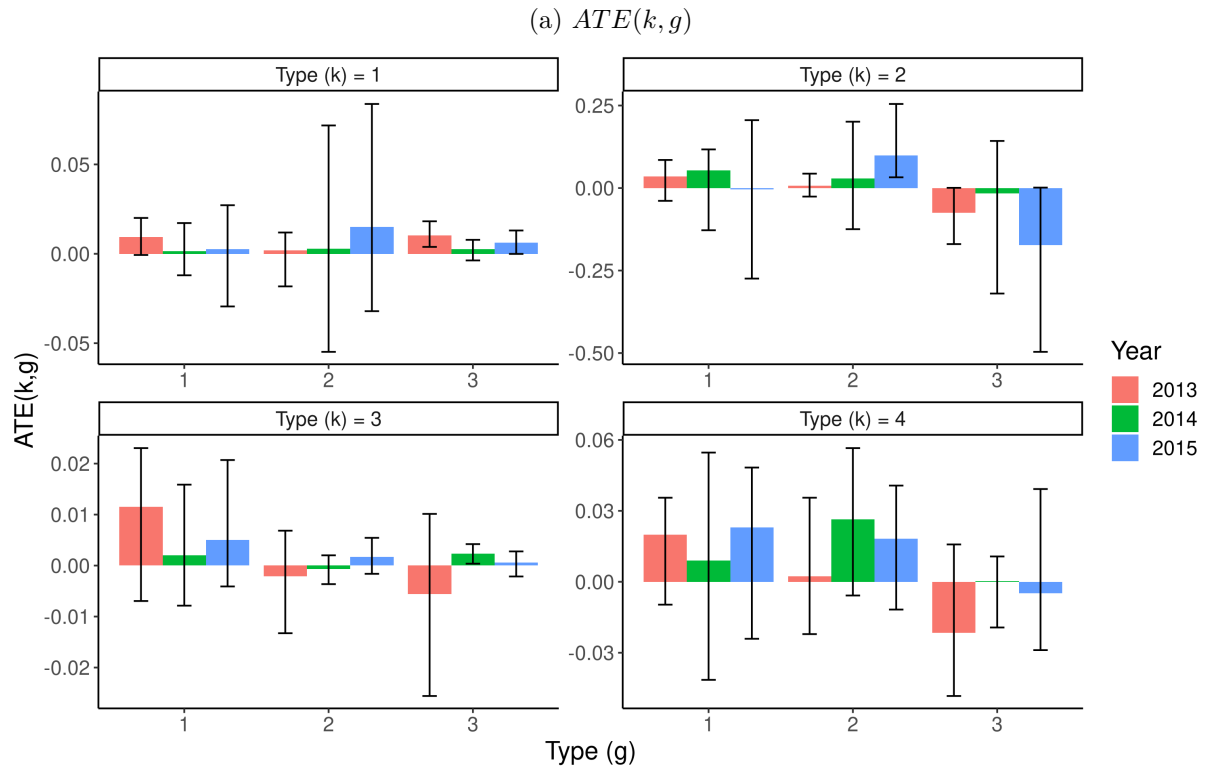 (a) ATE(k, g)
Type (k) = 1
Type (k) = 2
0.05
0.00
-0.05
1 2 3
0.25
0.00
-0.25
-0.50
1 2 3
ATE(k,g)
Type (k) = 3
Type (k) = 4
0.02
0.01
0.00
-0.01
-0.02
1 2 3
0.06
0.03
0.00
-0.03
1 2 3
Type (g)
Year
2013
2014
2015